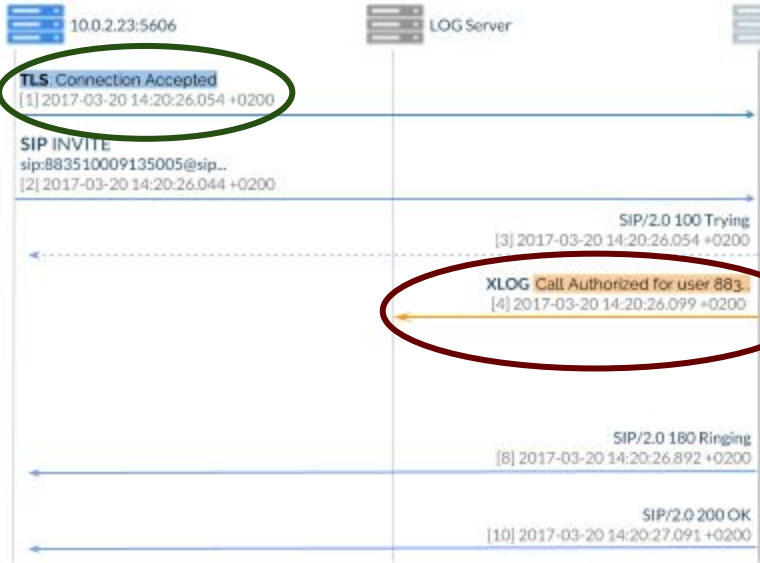 10.0.2.23:5606
LOG Server
TLS: Connection Accepted
[1] 2017-03-20 14:20:26.054 +0200
SIP INVITE
sip:883510009135005@sip...
[2] 2017-03-20 14:20:26.044 +0200
SIP/2.0 100 Trying
[3] 2017-03-20 14:20:26.054 +0200
XLOG Call Authorized for user 883..
[4] 2017-03-20 14:20:26.099 +0200
SIP/2.0 180 Ringing
[8] 2017-03-20 14:20:26.892 +0200
SIP/2.0 200 OK
[10] 2017-03-20 14:20:27.091 +0200